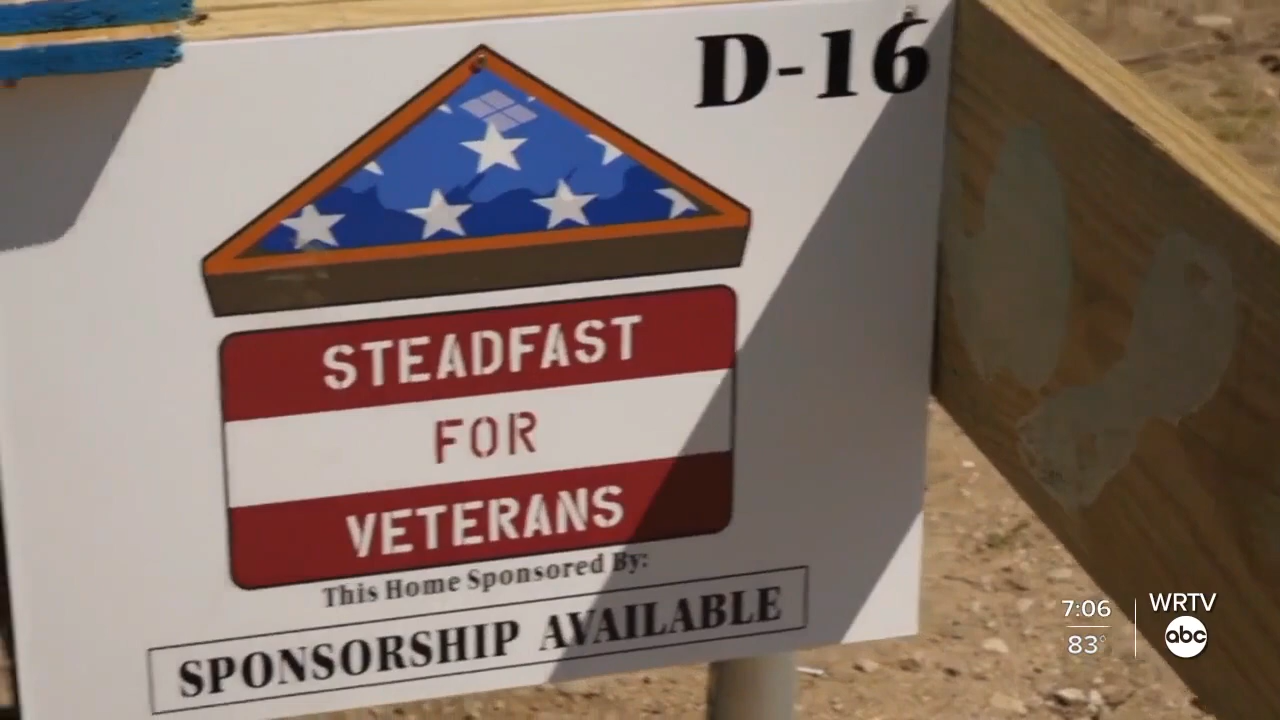 D-16
STEADFAST
FOR
VETERANS
This Home Sponsored By:
SPONSORSHIP AVAILABLE
7:06
83°
WRTV
abc